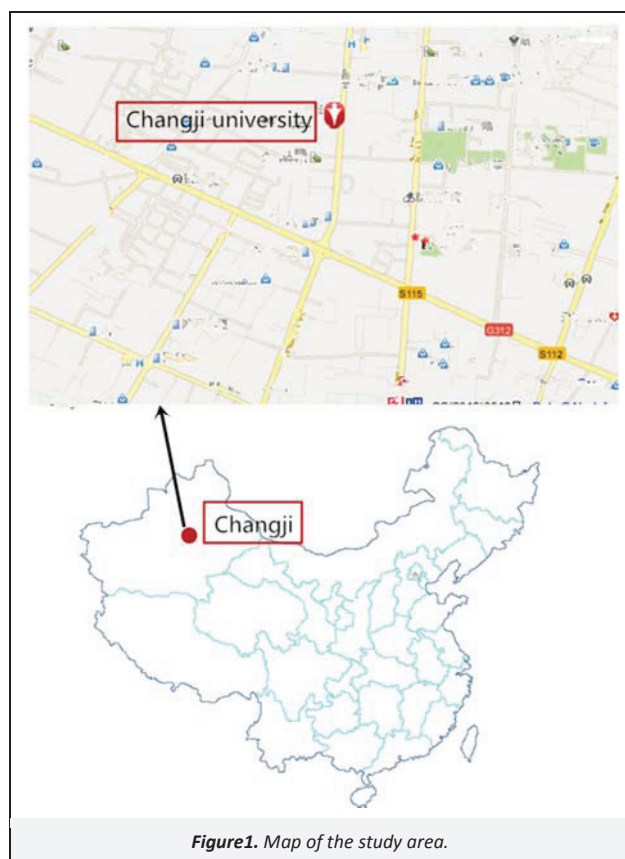 Changji university
S115
G312
S112
Changji
Figure1. Map of the study area.